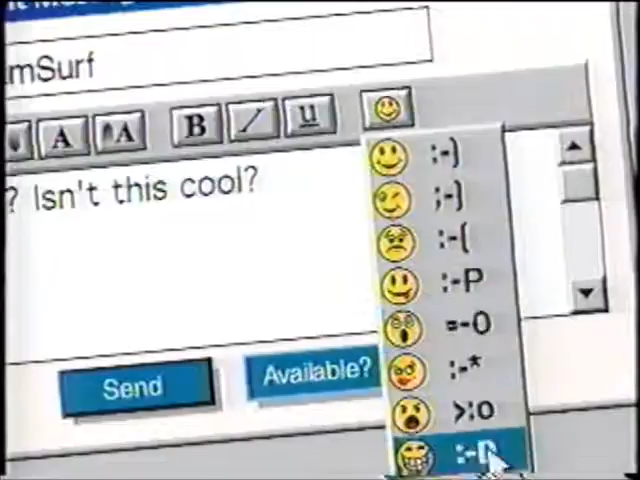 mSurf
A A B / U
? Isn't this cool?
:-)
;-)
:-(
:-P
=-O
:-*
>:o
:-D
Send
Available?